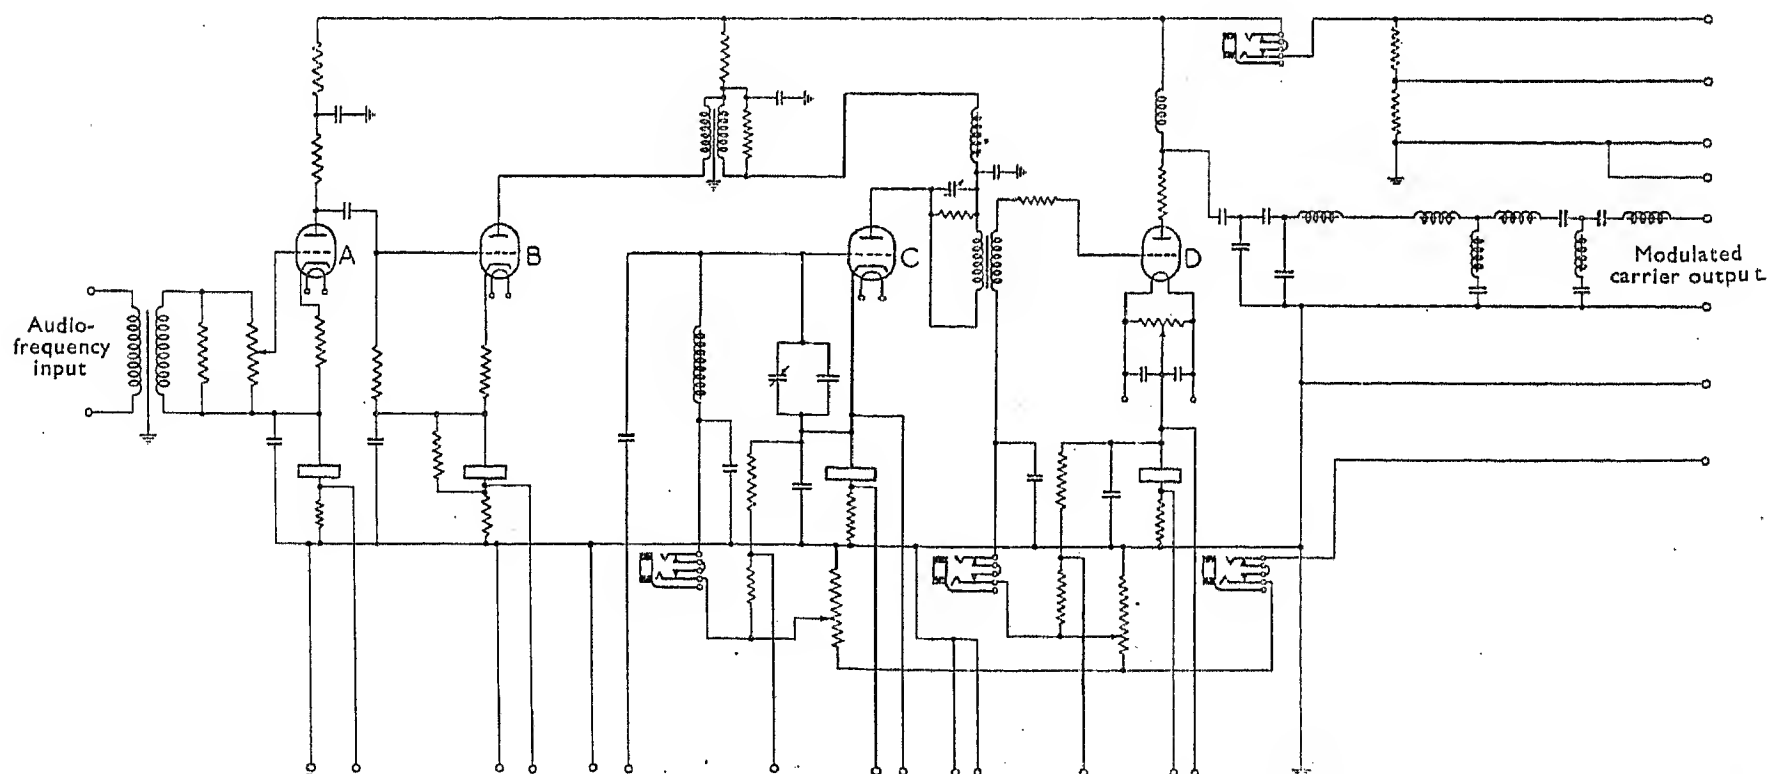 A
B
C
D
Audio-
frequency
input
Modulated
carrier output